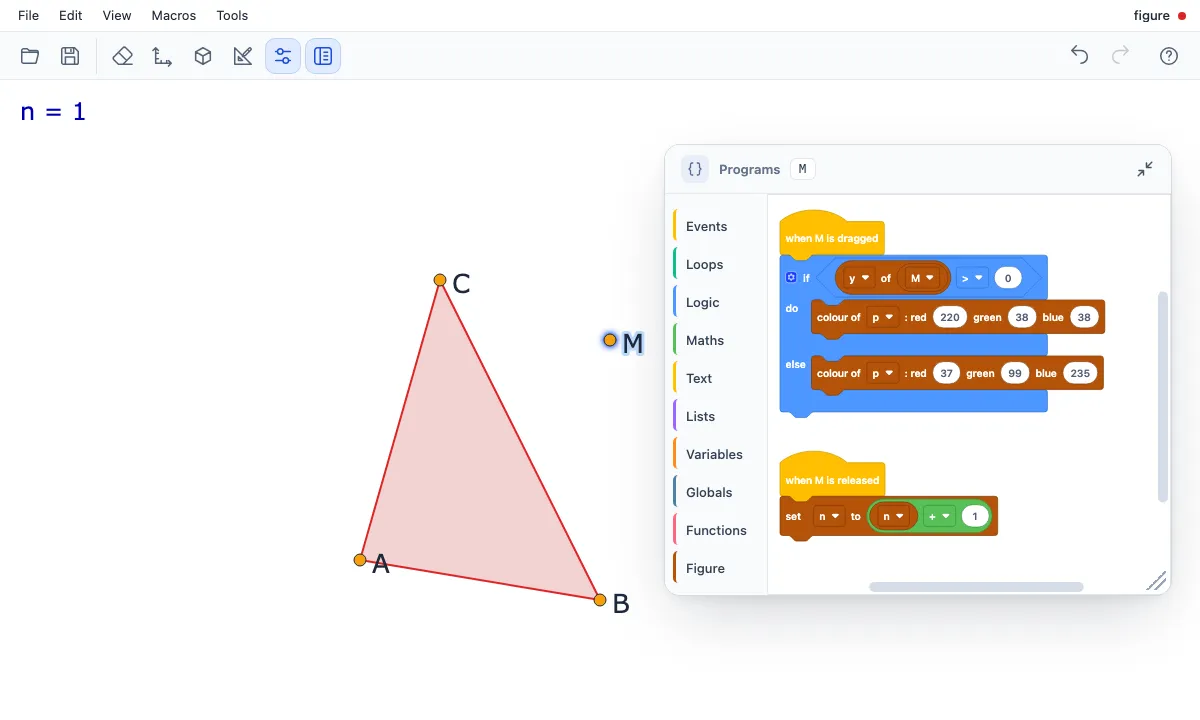 File Edit View Macros Tools figure
n = 1
{} Programs M
Events
Loops
Logic
Maths
Text
Lists
Variables
Globals
Functions
Figure
when M is dragged
if y of M > 0
do colour of p : red 220 green 38 blue 38
else colour of p : red 37 green 99 blue 235
when M is released
set n to n + 1
C
M
A
B